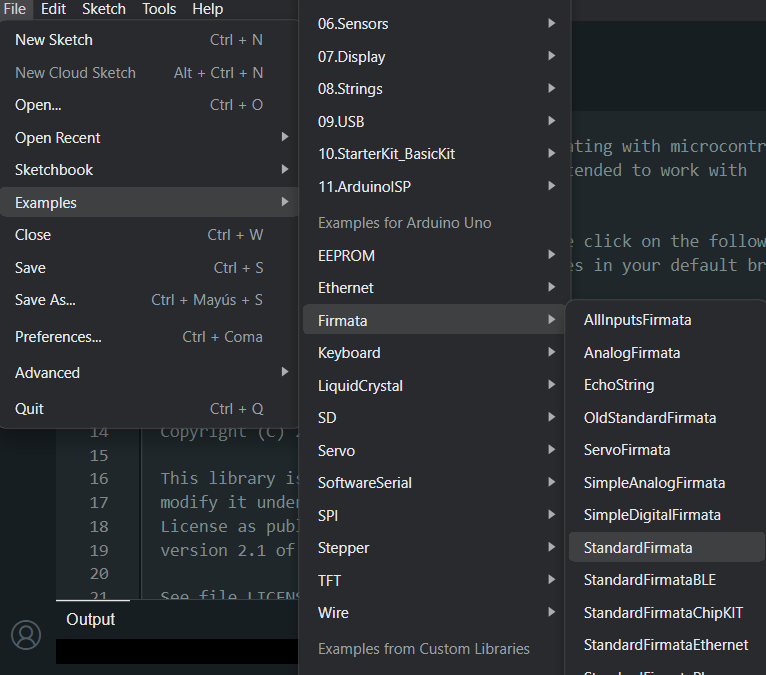 File Edit Sketch Tools Help
New Sketch Ctrl + N
New Cloud Sketch Alt + Ctrl + N
Open... Ctrl + O
Open Recent
Sketchbook
Examples
Close Ctrl + W
Save Ctrl + S
Save As... Ctrl + Mayús + S
Preferences... Ctrl + Coma
Advanced
Quit Ctrl + Q
06.Sensors
07.Display
08.Strings
09.USB
10.StarterKit_BasicKit
11.ArduinoISP
Examples for Arduino Uno
EEPROM
Ethernet
Firmata
Keyboard
LiquidCrystal
SD
Servo
SoftwareSerial
SPI
Stepper
TFT
Wire
Examples from Custom Libraries
AllInputsFirmata
AnalogFirmata
EchoString
OldStandardFirmata
ServoFirmata
SimpleAnalogFirmata
SimpleDigitalFirmata
StandardFirmata
StandardFirmataBLE
StandardFirmataChipKIT
StandardFirmataEthernet
with microcontr
to work with
click on the follow
in your default br
14 Copyright (C)
15
16 This library is
17 modify it under
18 License as publ
19 version 2.1 of
20
21 See file LICENS
Output